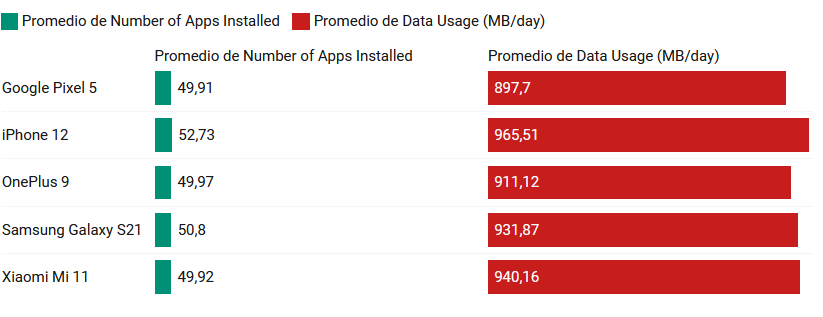 Promedio de Number of Apps Installed Promedio de Data Usage (MB/day)
Promedio de Number of Apps Installed Promedio de Data Usage (MB/day)
Google Pixel 5 49,91 897,7
iPhone 12 52,73 965,51
OnePlus 9 49,97 911,12
Samsung Galaxy S21 50,8 931,87
Xiaomi Mi 11 49,92 940,16